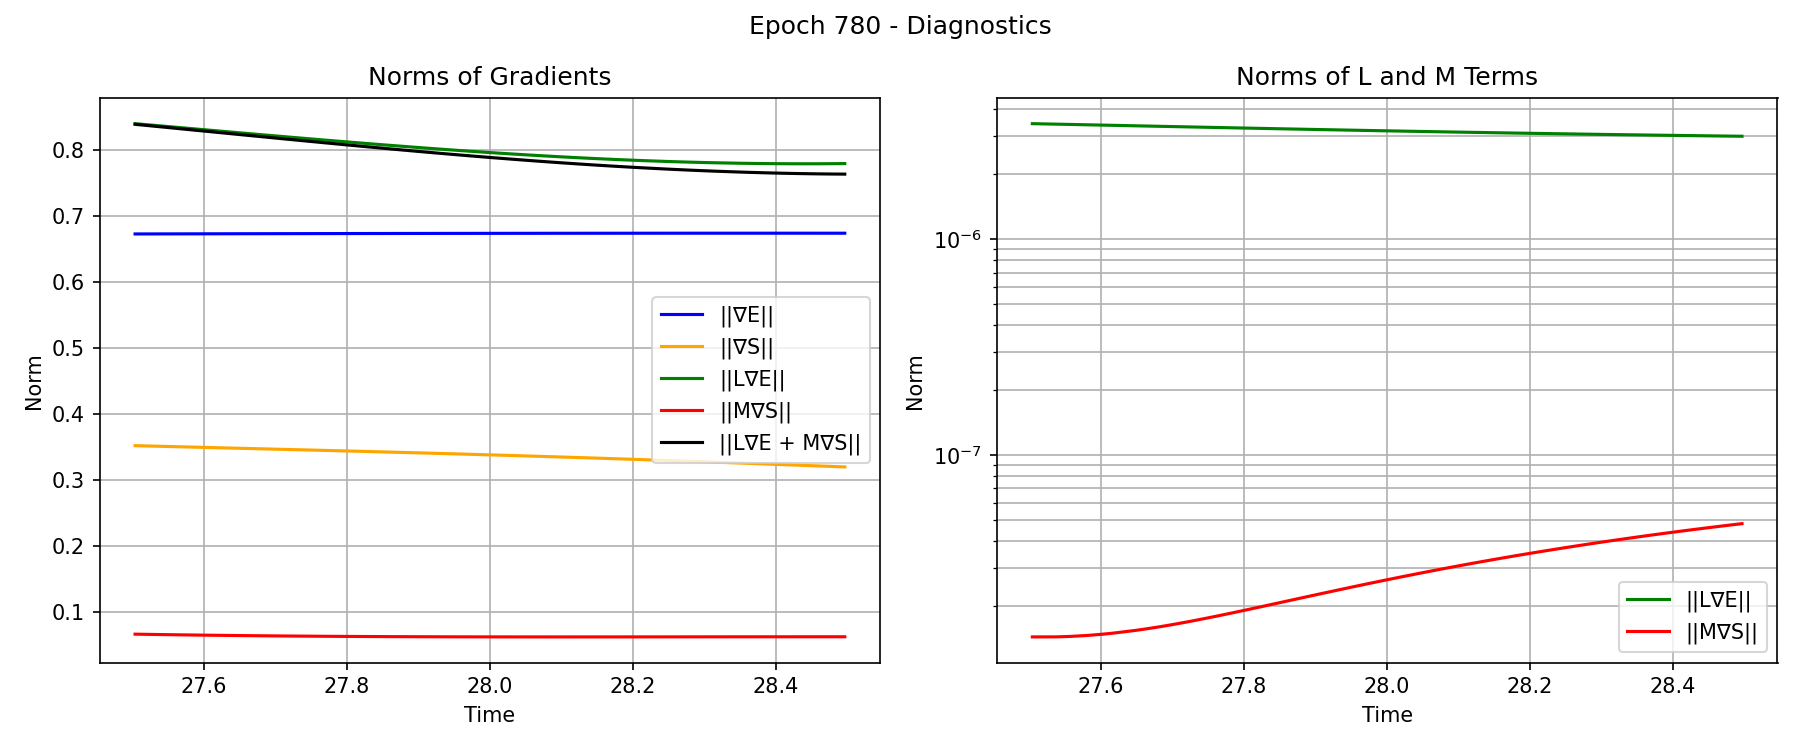 Epoch 780 - Diagnostics
Norms of Gradients
Norm
0.8
0.7
0.6
0.5
0.4
0.3
0.2
0.1
||∇E||
||∇S||
||L∇E||
||M∇S||
||L∇E + M∇S||
27.6 27.8 28.0 28.2 28.4
Time
Norms of L and M Terms
Norm
10⁻⁶
10⁻⁷
||L∇E||
||M∇S||
27.6 27.8 28.0 28.2 28.4
Time